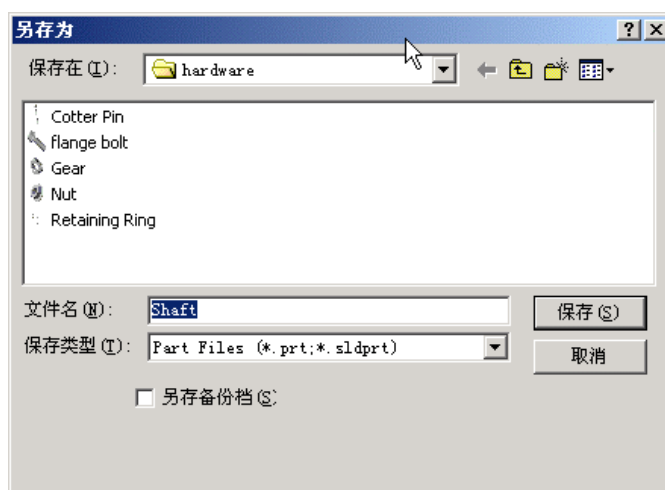 另存为
保存在(I): hardware
Cotter Pin
flange bolt
Gear
Nut
Retaining Ring
文件名(N): Shaft 保存(S)
保存类型(T): Part Files (*.prt;*.sldprt) 取消
另存备份档(S)